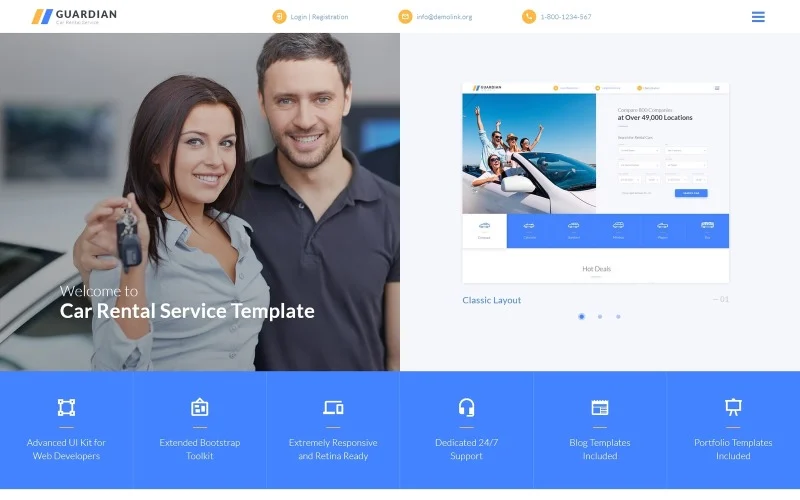 GUARDIAN
Car Rental Service
Login | Registration
info@demolink.org
1-800-1234-567
Welcome to
Car Rental Service Template
GUARDIAN
Compare 800 Companies
at Over 49,000 Locations
Hot Deals
Classic Layout
— 01
Advanced UI Kit for
Web Developers
Extended Bootstrap
Toolkit
Extremely Responsive
and Retina Ready
Dedicated 24/7
Support
Blog Templates
Included
Portfolio Templates
Included